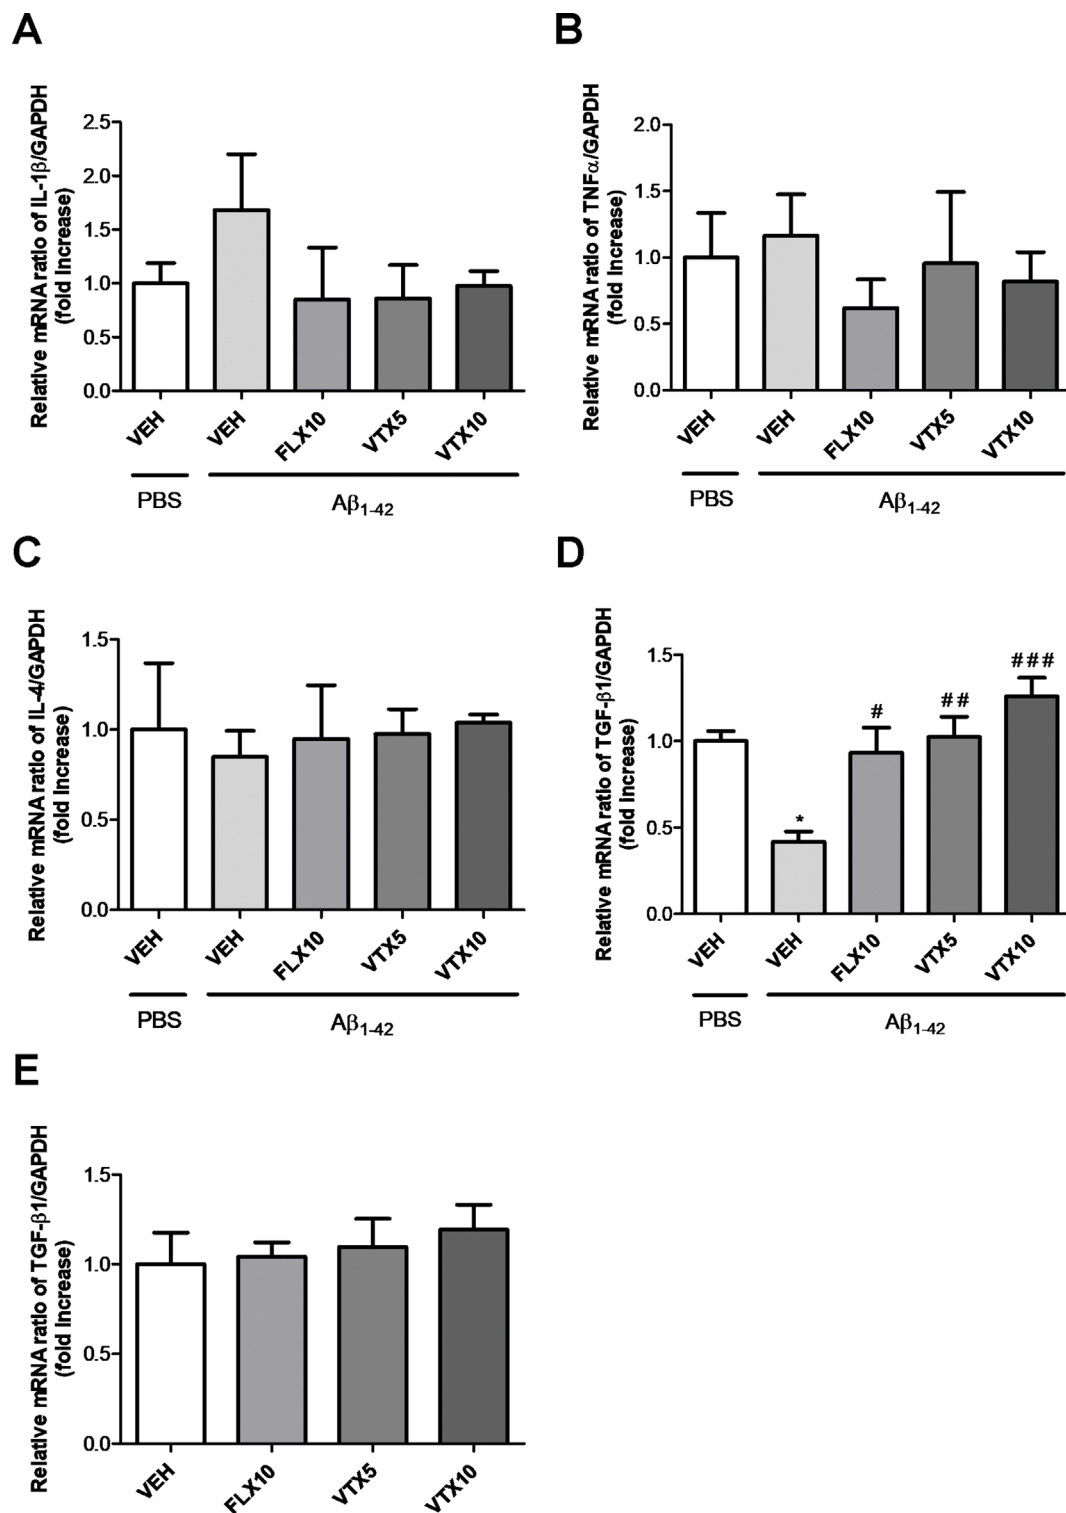 A
Relative mRNA ratio of IL-1β/GAPDH
(fold Increase)
2.5
2.0
1.5
1.0
0.5
0.0
VEH
VEH
FLX10
VTX5
VTX10
PBS
Aβ1-42
B
Relative mRNA ratio of TNFα/GAPDH
(fold Increase)
2.0
1.5
1.0
0.5
0.0
VEH
VEH
FLX10
VTX5
VTX10
PBS
Aβ1-42
C
Relative mRNA ratio of IL-4/GAPDH
(fold Increase)
1.5
1.0
0.5
0.0
VEH
VEH
FLX10
VTX5
VTX10
PBS
Aβ1-42
D
Relative mRNA ratio of TGF-β1/GAPDH
(fold Increase)
1.5
1.0
0.5
0.0
*
#
##
###
VEH
VEH
FLX10
VTX5
VTX10
PBS
Aβ1-42
E
Relative mRNA ratio of TGF-β1/GAPDH
(fold Increase)
1.5
1.0
0.5
0.0
VEH
FLX10
VTX5
VTX10